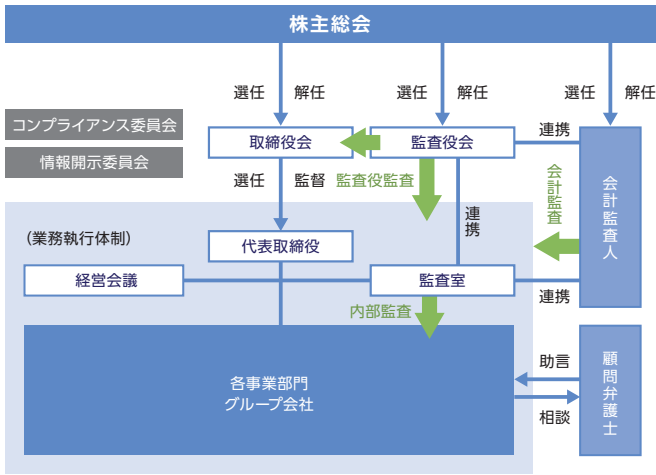 株主総会
選任 解任
選任 解任
選任 解任
コンプライアンス委員会
情報開示委員会
取締役会
監査役会
連携
選任 監督
監査役監査
会計監査
会計監査人
(業務執行体制)
代表取締役
連携
経営会議
監査室
連携
内部監査
各事業部門
グループ会社
助言
相談
顧問弁護士